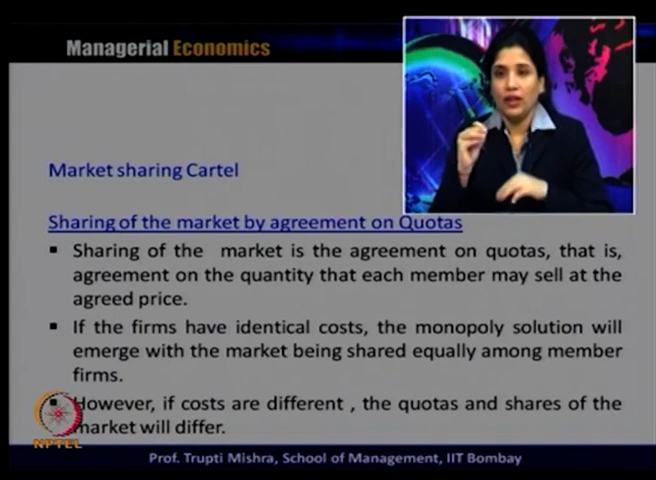 Managerial Economics
Market sharing Cartel
Sharing of the market by agreement on Quotas
▪ Sharing of the market is the agreement on quotas, that is,
agreement on the quantity that each member may sell at the
agreed price.
▪ If the firms have identical costs, the monopoly solution will
emerge with the market being shared equally among member
firms.
▪ However, if costs are different , the quotas and shares of the
market will differ.
NPTEL
Prof. Trupti Mishra, School of Management, IIT Bombay